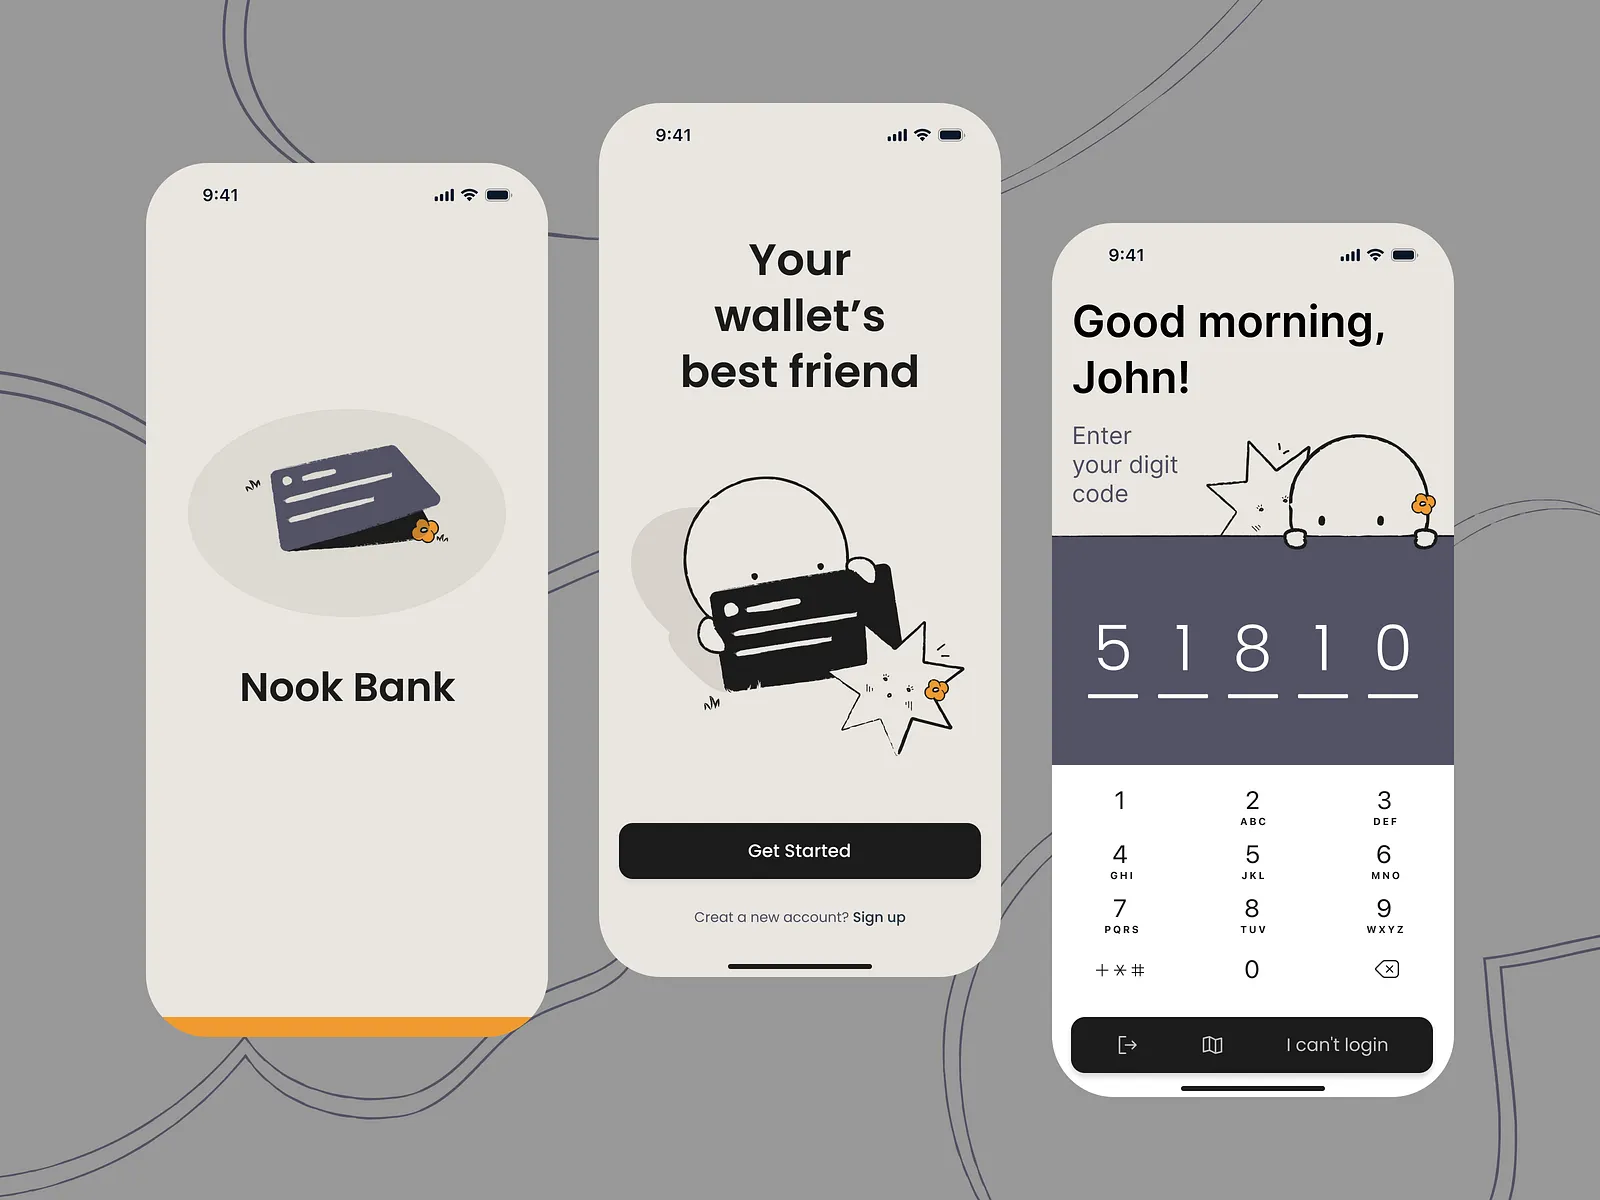 9:41
Nook Bank
9:41
Your
wallet’s
best friend
Get Started
Creat a new account? Sign up
9:41
Good morning,
John!
Enter
your digit
code
5 1 8 1 0
1 2 3
ABC DEF
4 5 6
GHI JKL MNO
7 8 9
PQRS TUV WXYZ
+*# 0
I can't login